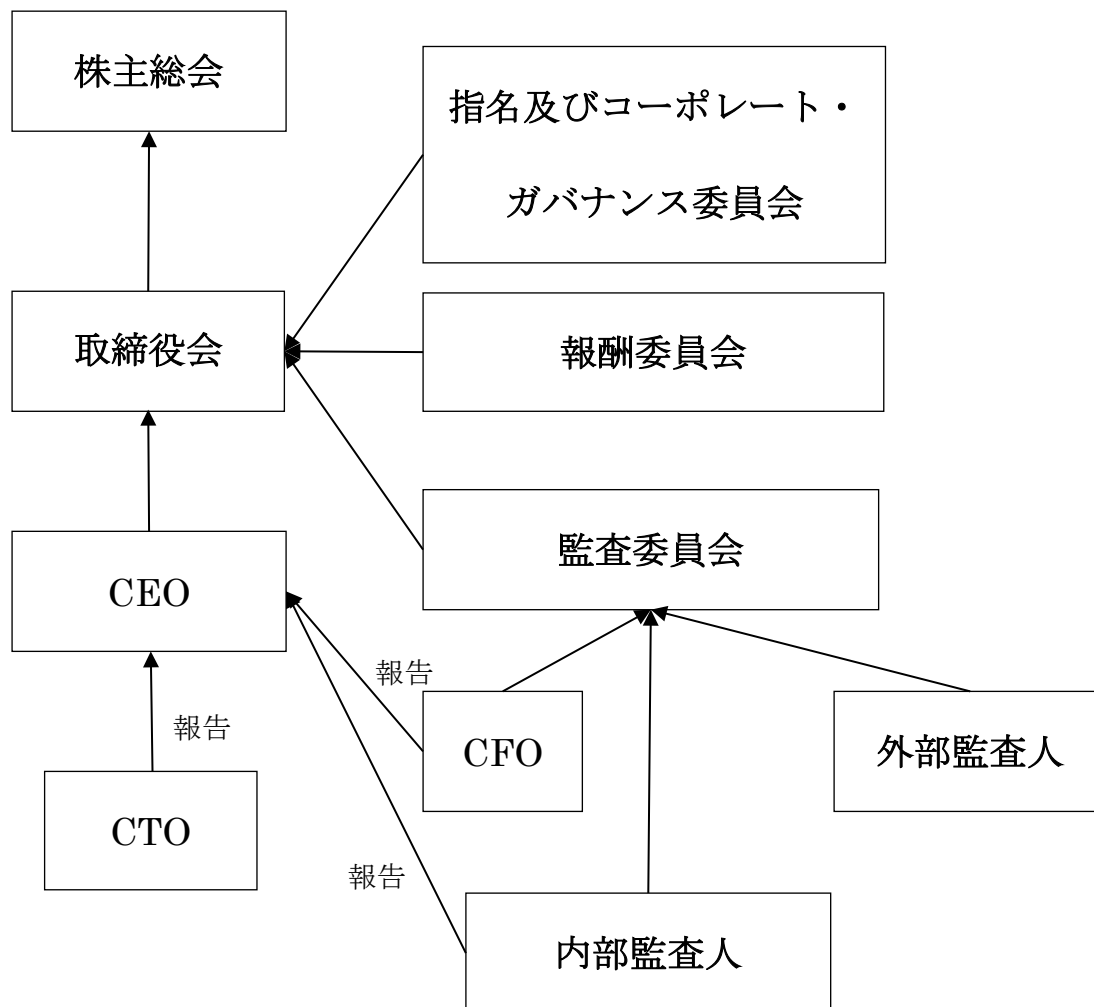 株主総会
指名及びコーポレート・
ガバナンス委員会
取締役会
報酬委員会
監査委員会
CEO
報告
報告
CFO
外部監査人
CTO
報告
内部監査人